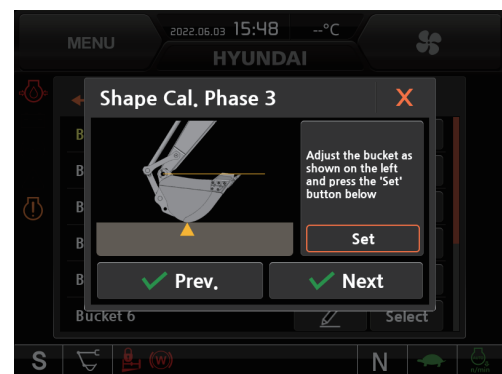 MENU
2022.06.03 15:48
--°C
HYUNDAI
Shape Cal. Phase 3
X
B
B
B
B
B
Adjust the bucket as
shown on the left
and press the 'Set'
button below
Set
Prev.
Next
Bucket 6
Select
S
C
(W)
N
n/min